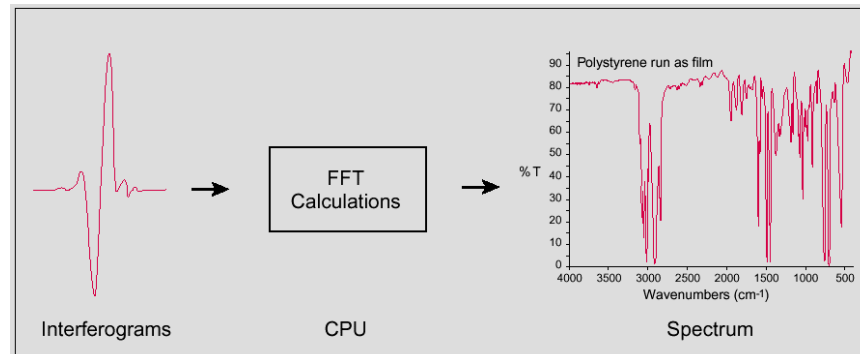 FFT
Calculations
Polystyrene run as film
90
80
70
60
50
40
30
20
10
0
% T
4000 3500 3000 2500 2000 1500 1000 500
Wavenumbers (cm-1)
Interferograms CPU Spectrum